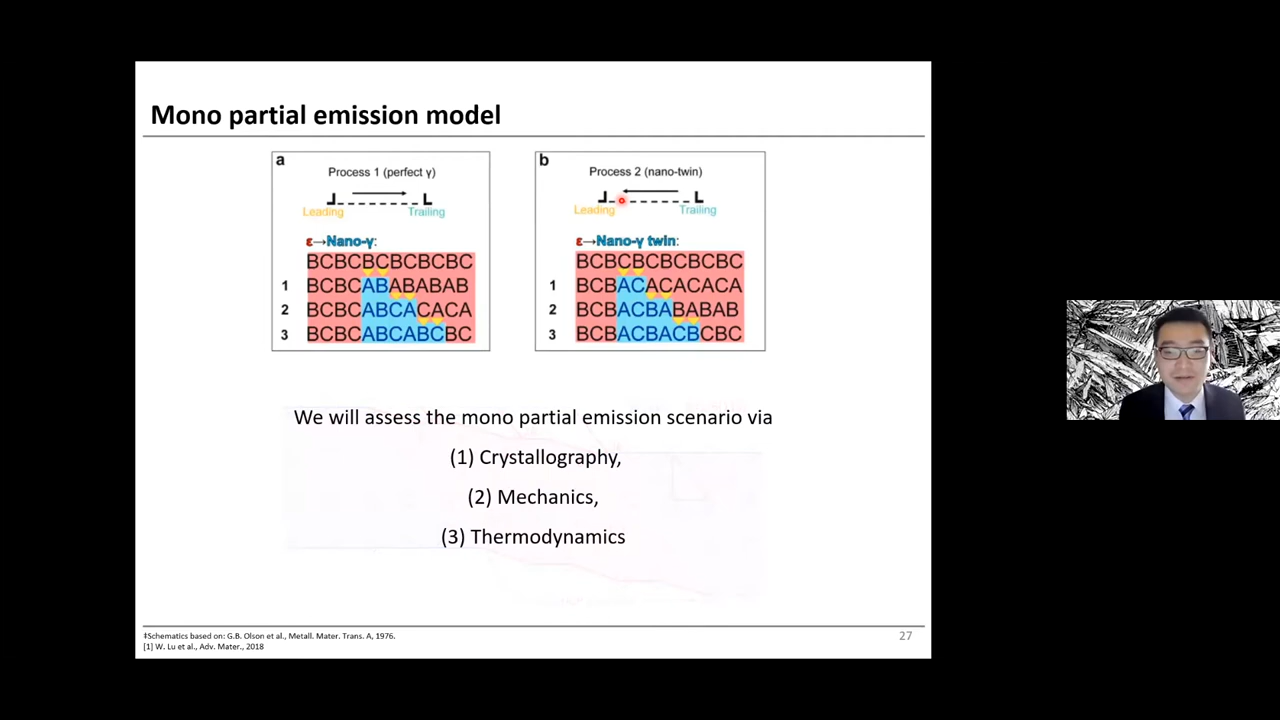 Mono partial emission model
a
Process 1 (perfect γ)
Leading
Trailing
ε→Nano-γ:
BCBCBCBCBCBC
1 BCBCABABABAB
2 BCBCABCACACA
3 BCBCABCABCBC
b
Process 2 (nano-twin)
Leading
Trailing
ε→Nano-γ twin:
BCBCBCBCBCBC
1 BCBACACACACA
2 BCBACBABABAB
3 BCBACBACBCBC
We will assess the mono partial emission scenario via
(1) Crystallography,
(2) Mechanics,
(3) Thermodynamics
‡Schematics based on: G.B. Olson et al., Metall. Mater. Trans. A, 1976.
[1] W. Lu et al., Adv. Mater., 2018
27